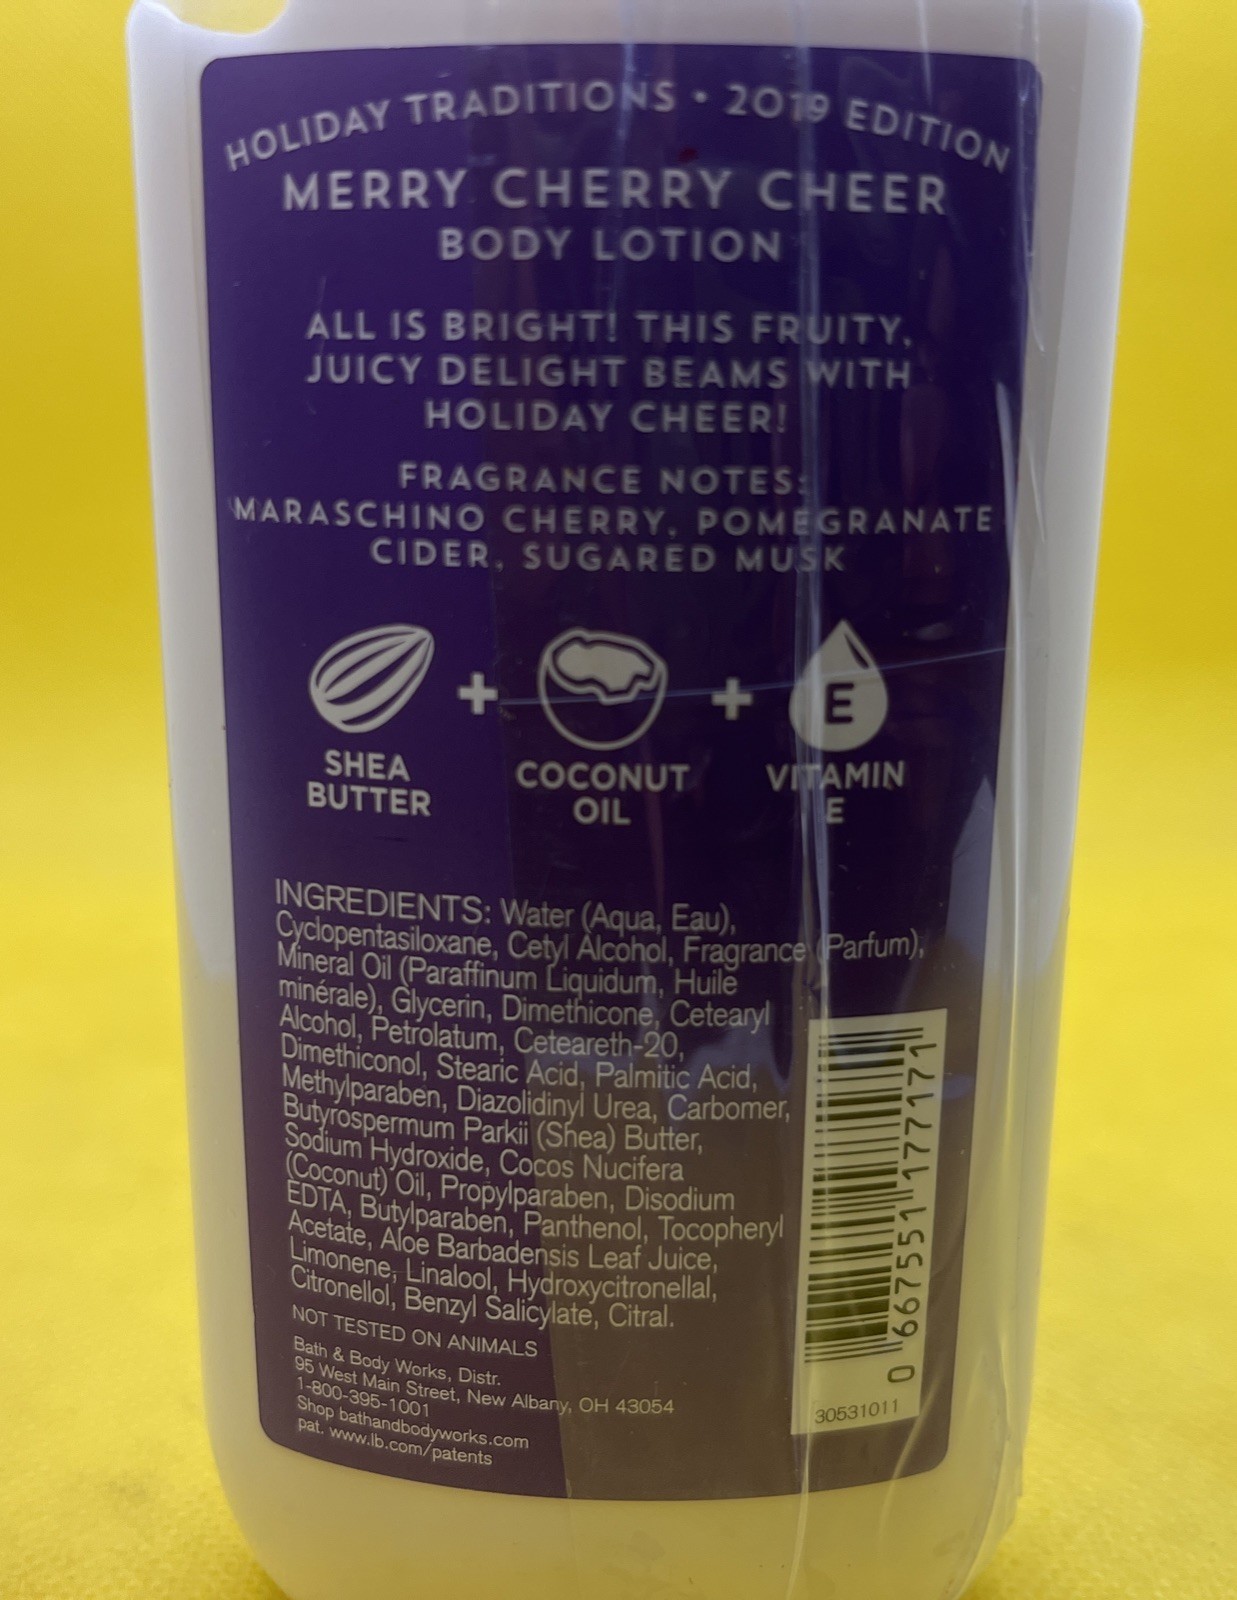 HOLIDAY TRADITIONS • 2019 EDITION
MERRY CHERRY CHEER
BODY LOTION
ALL IS BRIGHT! THIS FRUITY,
JUICY DELIGHT BEAMS WITH
HOLIDAY CHEER!
FRAGRANCE NOTES:
MARASCHINO CHERRY, POMEGRANATE
CIDER, SUGARED MUSK
SHEA
BUTTER
+
COCONUT
OIL
+
E
VITAMIN
E
INGREDIENTS: Water (Aqua, Eau),
Cyclopentasiloxane, Cetyl Alcohol, Fragrance (Parfum),
Mineral Oil (Paraffinum Liquidum, Huile
minérale), Glycerin, Dimethicone, Cetearyl
Alcohol, Petrolatum, Ceteareth-20,
Dimethiconol, Stearic Acid, Palmitic Acid,
Methylparaben, Diazolidinyl Urea, Carbomer,
Butyrospermum Parkii (Shea) Butter,
Sodium Hydroxide, Cocos Nucifera
(Coconut) Oil, Propylparaben, Disodium
EDTA, Butylparaben, Panthenol, Tocopheryl
Acetate, Aloe Barbadensis Leaf Juice,
Limonene, Linalool, Hydroxycitronellal,
Citronellol, Benzyl Salicylate, Citral.
NOT TESTED ON ANIMALS
Bath & Body Works, Distr.
95 West Main Street, New Albany, OH 43054
1-800-395-1001
Shop bathandbodyworks.com
pat. www.lb.com/patents
0 667551 177171
30531011